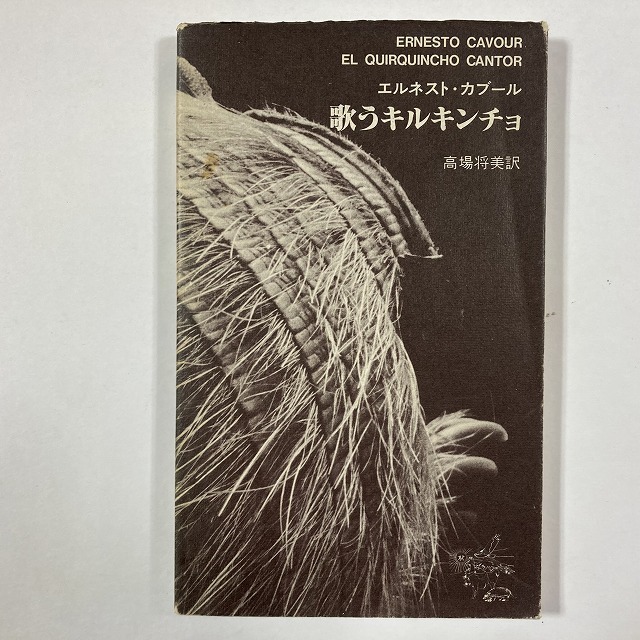 ERNESTO CAVOUR
EL QUIRQUINCHO CANTOR
エルネスト・カブール
歌うキルキンチョ
高場将美訳